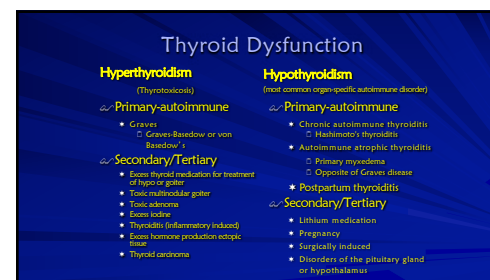 Thyroid Dysfunction
Hyperthyroidism
(Thyrotoxicosis)
Primary-autoimmune
Graves
Graves-Basedow or von
Basedow's
Secondary/Tertiary
Excess thyroid medication for treatment
of hypo or goiter
Toxic multinodular goiter
Toxic adenoma
Excess iodine
Thyroiditis (inflammatory induced)
Excess hormone production ectopic
tissue
Thyroid carcinoma
Hypothyroidism
(most common organ-specific autoimmune disorder)
Primary-autoimmune
Chronic autoimmune thyroiditis
Hashimoto's thyroiditis
Autoimmune atrophic thyroiditis
Primary myxedema
Opposite of Graves disease
Postpartum thyroiditis
Secondary/Tertiary
Lithium medication
Pregnancy
Surgically induced
Disorders of the pituitary gland
or hypothalamus